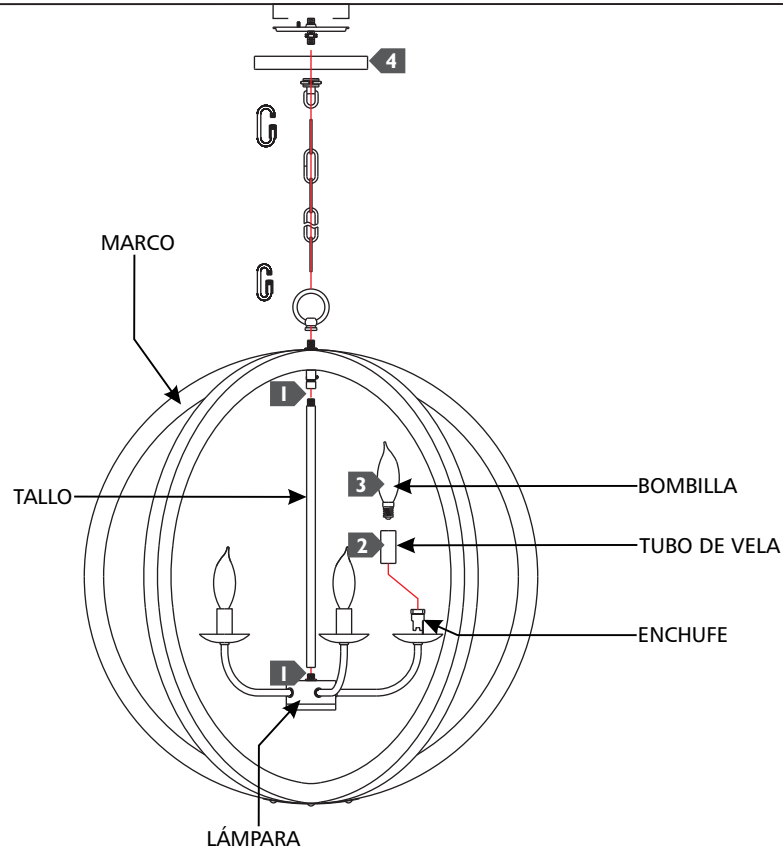 4
MARCO
1
3
BOMBILLA
TALLO
2
TUBO DE VELA
ENCHUFE
1
LÁMPARA